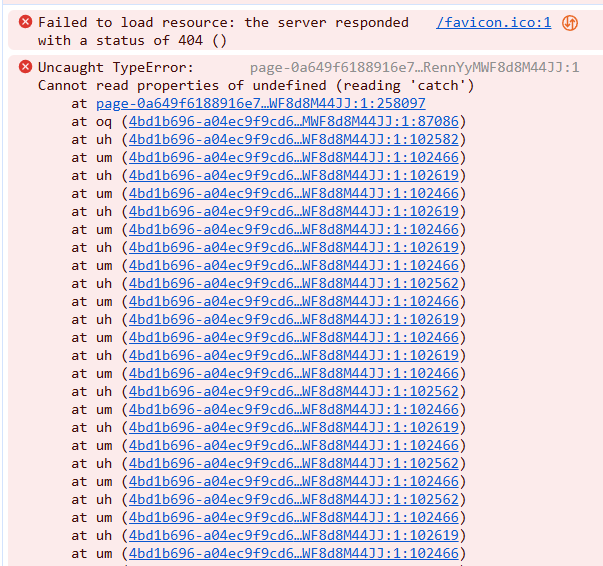 Failed to load resource: the server responded /favicon.ico:1
with a status of 404 ()
Uncaught TypeError: page-0a649f6188916e7…RennYyMWF8d8M44JJ:1
Cannot read properties of undefined (reading 'catch')
at page-0a649f6188916e7…WF8d8M44JJ:1:258097
at oq (4bd1b696-a04ec9f9cd6…MWF8d8M44JJ:1:87086)
at uh (4bd1b696-a04ec9f9cd6…WF8d8M44JJ:1:102582)
at um (4bd1b696-a04ec9f9cd6…WF8d8M44JJ:1:102466)
at uh (4bd1b696-a04ec9f9cd6…WF8d8M44JJ:1:102619)
at um (4bd1b696-a04ec9f9cd6…WF8d8M44JJ:1:102466)
at uh (4bd1b696-a04ec9f9cd6…WF8d8M44JJ:1:102619)
at um (4bd1b696-a04ec9f9cd6…WF8d8M44JJ:1:102466)
at uh (4bd1b696-a04ec9f9cd6…WF8d8M44JJ:1:102619)
at um (4bd1b696-a04ec9f9cd6…WF8d8M44JJ:1:102466)
at uh (4bd1b696-a04ec9f9cd6…WF8d8M44JJ:1:102562)
at um (4bd1b696-a04ec9f9cd6…WF8d8M44JJ:1:102466)
at uh (4bd1b696-a04ec9f9cd6…WF8d8M44JJ:1:102619)
at um (4bd1b696-a04ec9f9cd6…WF8d8M44JJ:1:102466)
at uh (4bd1b696-a04ec9f9cd6…WF8d8M44JJ:1:102619)
at um (4bd1b696-a04ec9f9cd6…WF8d8M44JJ:1:102466)
at uh (4bd1b696-a04ec9f9cd6…WF8d8M44JJ:1:102562)
at um (4bd1b696-a04ec9f9cd6…WF8d8M44JJ:1:102466)
at uh (4bd1b696-a04ec9f9cd6…WF8d8M44JJ:1:102619)
at um (4bd1b696-a04ec9f9cd6…WF8d8M44JJ:1:102466)
at uh (4bd1b696-a04ec9f9cd6…WF8d8M44JJ:1:102562)
at um (4bd1b696-a04ec9f9cd6…WF8d8M44JJ:1:102466)
at uh (4bd1b696-a04ec9f9cd6…WF8d8M44JJ:1:102562)
at um (4bd1b696-a04ec9f9cd6…WF8d8M44JJ:1:102466)
at uh (4bd1b696-a04ec9f9cd6…WF8d8M44JJ:1:102619)
at um (4bd1b696-a04ec9f9cd6…WF8d8M44JJ:1:102466)